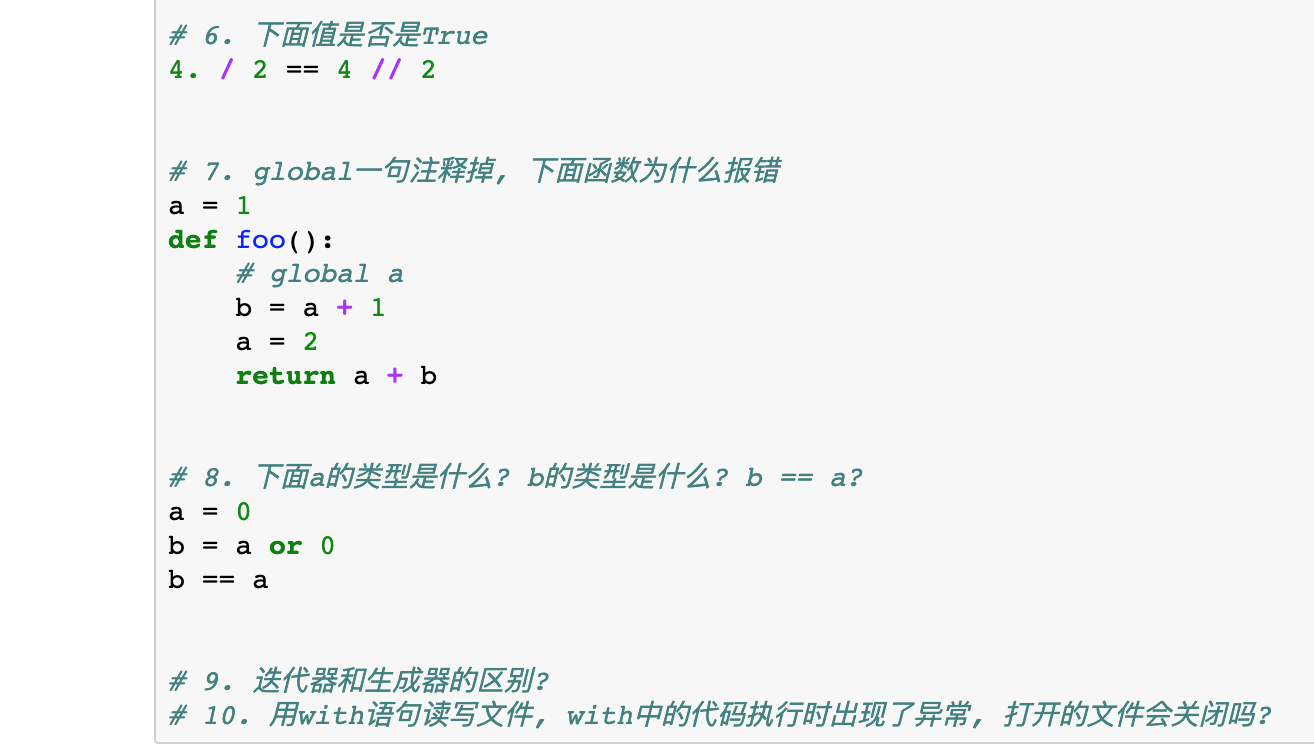 # 6. 下面值是否是True
4. / 2 == 4 // 2
# 7. global一句注释掉, 下面函数为什么报错
a = 1
def foo():
    # global a
    b = a + 1
    a = 2
    return a + b
# 8. 下面a的类型是什么? b的类型是什么? b == a?
a = 0
b = a or 0
b == a
# 9. 迭代器和生成器的区别?
# 10. 用with语句读写文件, with中的代码执行时出现了异常, 打开的文件会关闭吗?